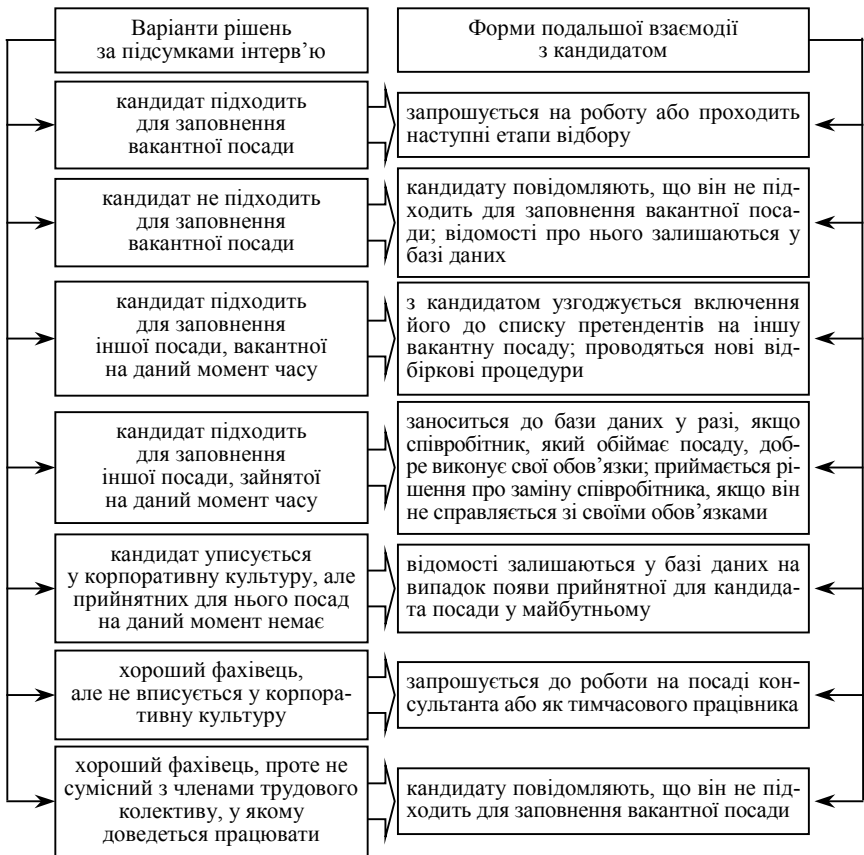 Варіанти рішень
за підсумками інтерв’ю
Форми подальшої взаємодії
з кандидатом
кандидат підходить
для заповнення
вакантної посади
запрошується на роботу або проходить
наступні етапи відбору
кандидат не підходить
для заповнення
вакантної посади
кандидату повідомляють, що він не під-
ходить для заповнення вакантної поса-
ди; відомості про нього залишаються у
базі даних
кандидат підходить
для заповнення
іншої посади, вакантної
на даний момент часу
з кандидатом узгоджується включення
його до списку претендентів на іншу
вакантну посаду; проводяться нові від-
біркові процедури
кандидат підходить
для заповнення
іншої посади, зайнятої
на даний момент часу
заноситься до бази даних у разі, якщо
співробітник, який обіймає посаду, доб-
ре виконує свої обов’язки; приймається рі-
шення про заміну співробітника, якщо він
не справляється зі своїми обов’язками
кандидат уписується
у корпоративну культуру, але
прийнятних для нього посад
на даний момент немає
відомості залишаються у базі даних на
випадок появи прийнятної для кандида-
та посади у майбутньому
хороший фахівець,
але не вписується у корпора-
тивну культуру
запрошується до роботи на посаді кон-
сультанта або як тимчасового працівника
хороший фахівець, проте не
сумісний з членами трудового
колективу, у якому
доведеться працювати
кандидату повідомляють, що він не під-
ходить для заповнення вакантної посади